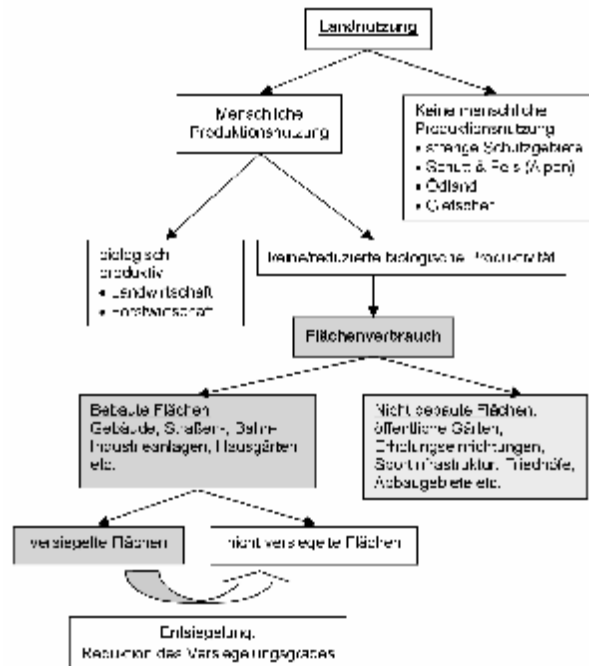 Landnutzung
Menschliche
Produktionsnutzung
Keine menschliche
Produktionsnutzung
• strenge Schutzgebiete
• Schutt & Fels (Alpen)
• Ödland
• Gletscher
biologisch
produktiv
• Landwirtschaft
• Forstwirtschaft
keine/reduzierte biologische Produktivität
Flächenverbrauch
Bebaute Flächen
Gebäude, Straßen-, Bahn-
Industrieanlagen, Hausgärten
etc.
Nicht bebaute Flächen,
öffentliche Gärten,
Erholungseinrichtungen,
Sportinfrastruktur, Friedhöfe,
Abbaugebiete etc.
versiegelte Flächen
nicht versiegelte Flächen
Entsiegelung,
Reduktion des Versiegelungsgrades